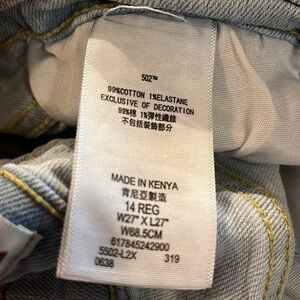 502™
99%COTTON 1%ELASTANE
EXCLUSIVE OF DECORATION
99%棉 1%彈性纖維
不包括裝飾部分
MADE IN KENYA
肯尼亞製造
14 REG
W27" X L27"
W68.5CM
617845242900
5502-L2X 319
0638